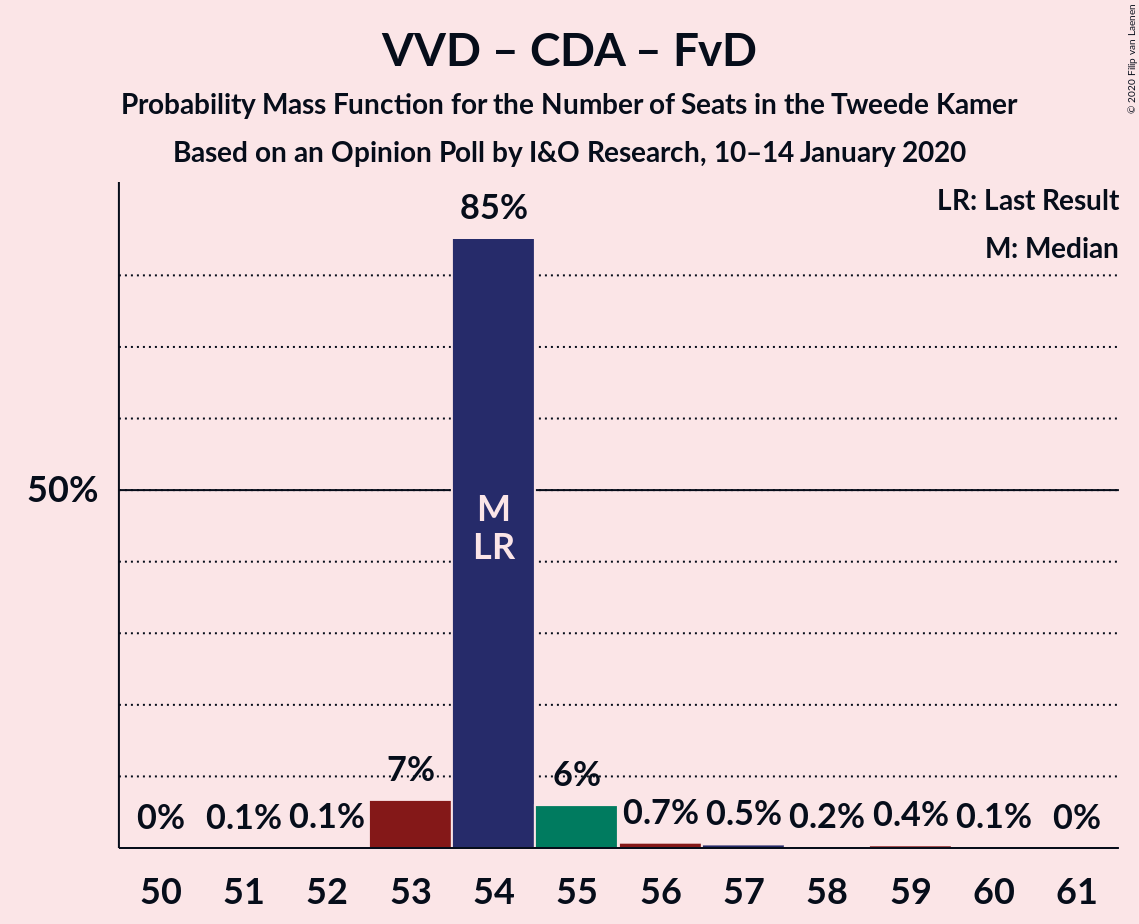 VVD – CDA – FvD
Probability Mass Function for the Number of Seats in the Tweede Kamer
Based on an Opinion Poll by I&O Research, 10–14 January 2020
© 2020 Filip van Laenen
LR: Last Result
M: Median
85%
50%
M
LR
7%
6%
0% 0.1% 0.1% 0.7% 0.5% 0.2% 0.4% 0.1% 0%
50 51 52 53 54 55 56 57 58 59 60 61